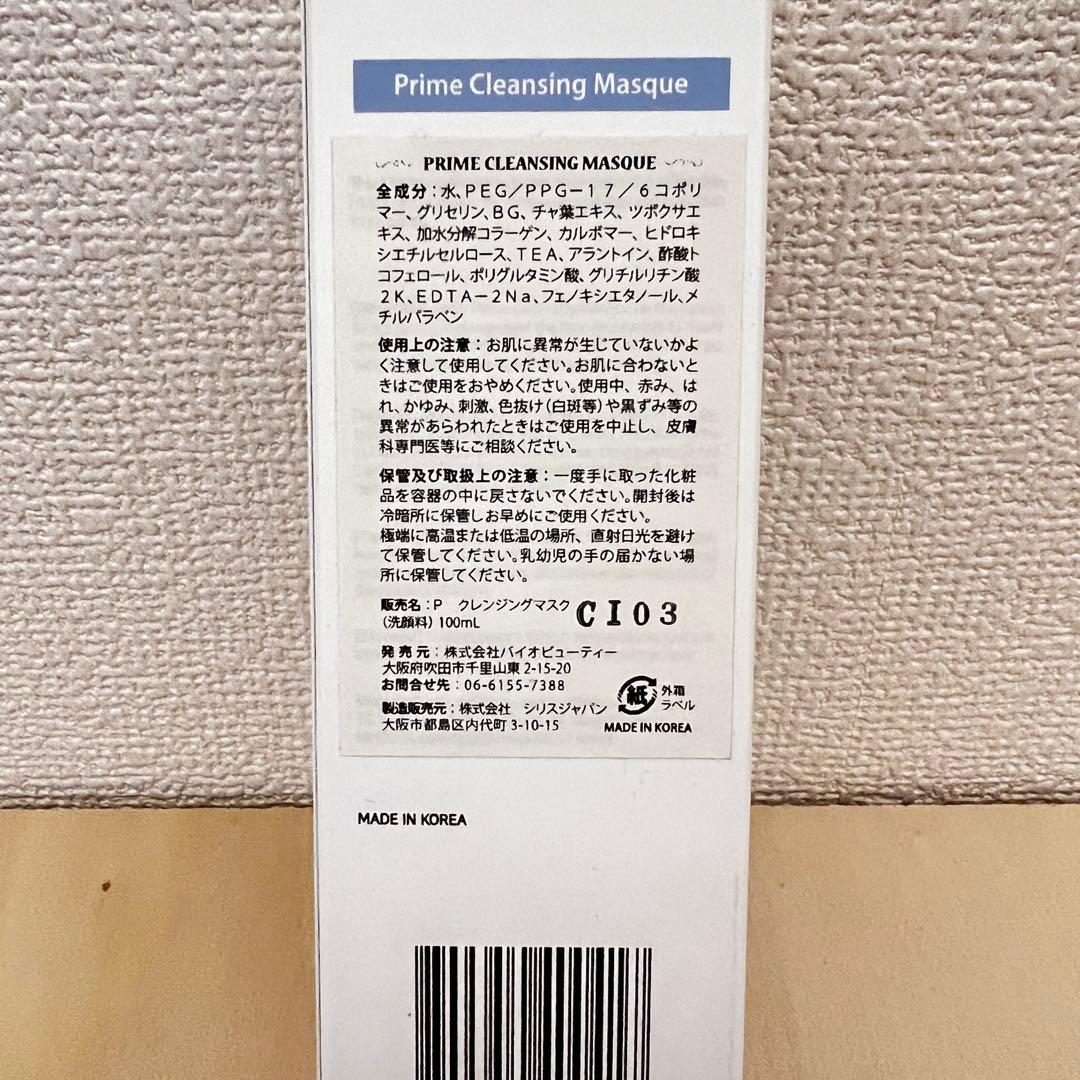 Prime Cleansing Masque
PRIME CLEANSING MASQUE
全成分：水、PEG／PPG－17／6コポリ
マー、グリセリン、BG、チャ葉エキス、ツボクサエ
キス、加水分解コラーゲン、カルボマー、ヒドロキ
シエチルセルロース、TEA、アラントイン、酢酸ト
コフェロール、ポリグルタミン酸、グリチルリチン酸
2K、EDTA－2Na、フェノキシエタノール、メ
チルパラベン
使用上の注意：お肌に異常が生じていないかよ
く注意して使用してください。お肌に合わないと
きはご使用をおやめください。使用中、赤み、は
れ、かゆみ、刺激、色抜け（白斑等）や黒ずみ等の
異常があらわれたときはご使用を中止し、皮膚
科専門医等にご相談ください。
保管及び取扱上の注意：一度手に取った化粧
品を容器の中に戻さないでください。開封後は
冷暗所に保管しお早めにご使用ください。
極端に高温または低温の場所、直射日光を避け
て保管してください。乳幼児の手の届かない場
所に保管してください。
販売名：P　クレンジングマスク
（洗顔料）100mL
CI03
発売元：株式会社バイオビューティー
大阪府吹田市千里山東2-15-20
お問合せ先：06-6155-7388
製造販売元：株式会社　シリスジャパン
大阪市都島区内代町3-10-15
紙
外箱
ラベル
MADE IN KOREA
MADE IN KOREA